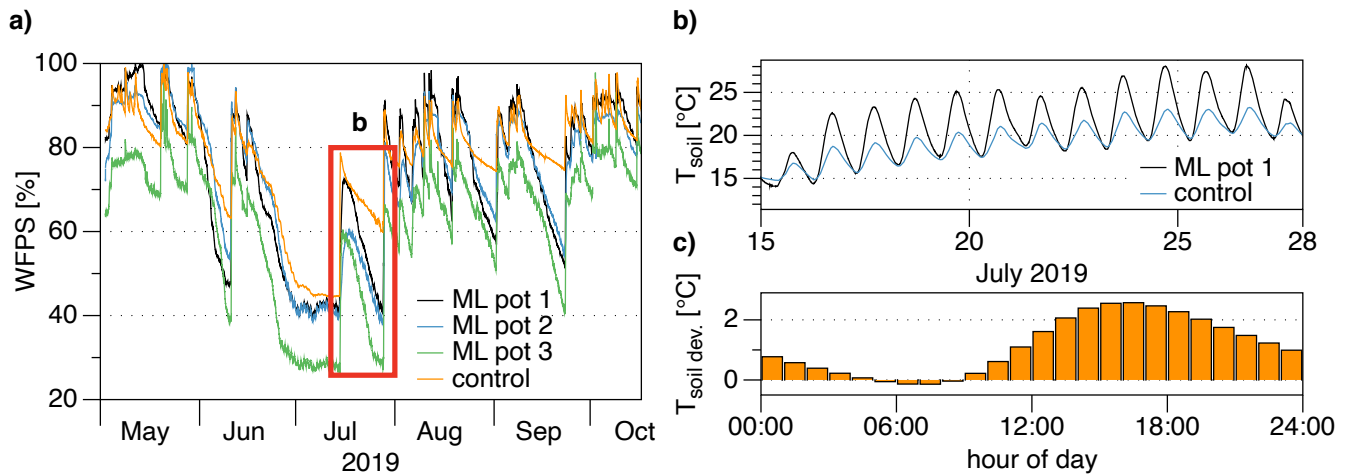 a)
WFPS [%]
100
80
60
40
20
b
ML pot 1
ML pot 2
ML pot 3
control
May Jun Jul Aug Sep Oct
2019
b)
T soil [°C]
25
20
15
ML pot 1
control
15 20 25 28
July 2019
c)
T soil dev. [°C]
2
0
00:00 06:00 12:00 18:00 24:00
hour of day